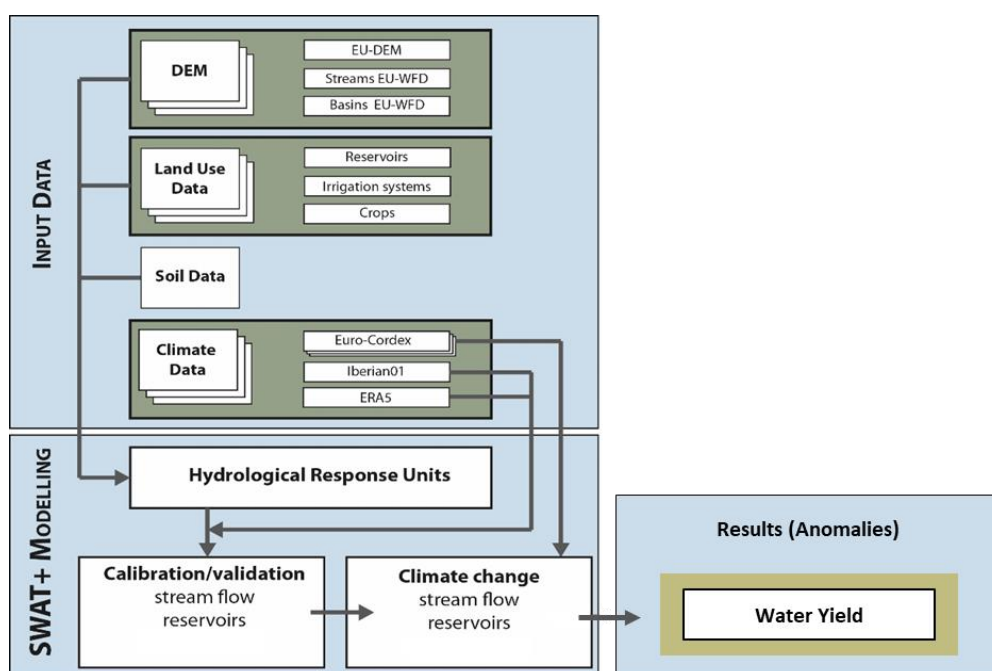 INPUT DATA
DEM
EU-DEM
Streams EU-WFD
Basins EU-WFD
Land Use
Data
Reservoirs
Irrigation systems
Crops
Soil Data
Climate
Data
Euro-Cordex
Iberian01
ERA5
SWAT+ MODELLING
Hydrological Response Units
Calibration/validation
stream flow
reservoirs
Climate change
stream flow
reservoirs
Results (Anomalies)
Water Yield